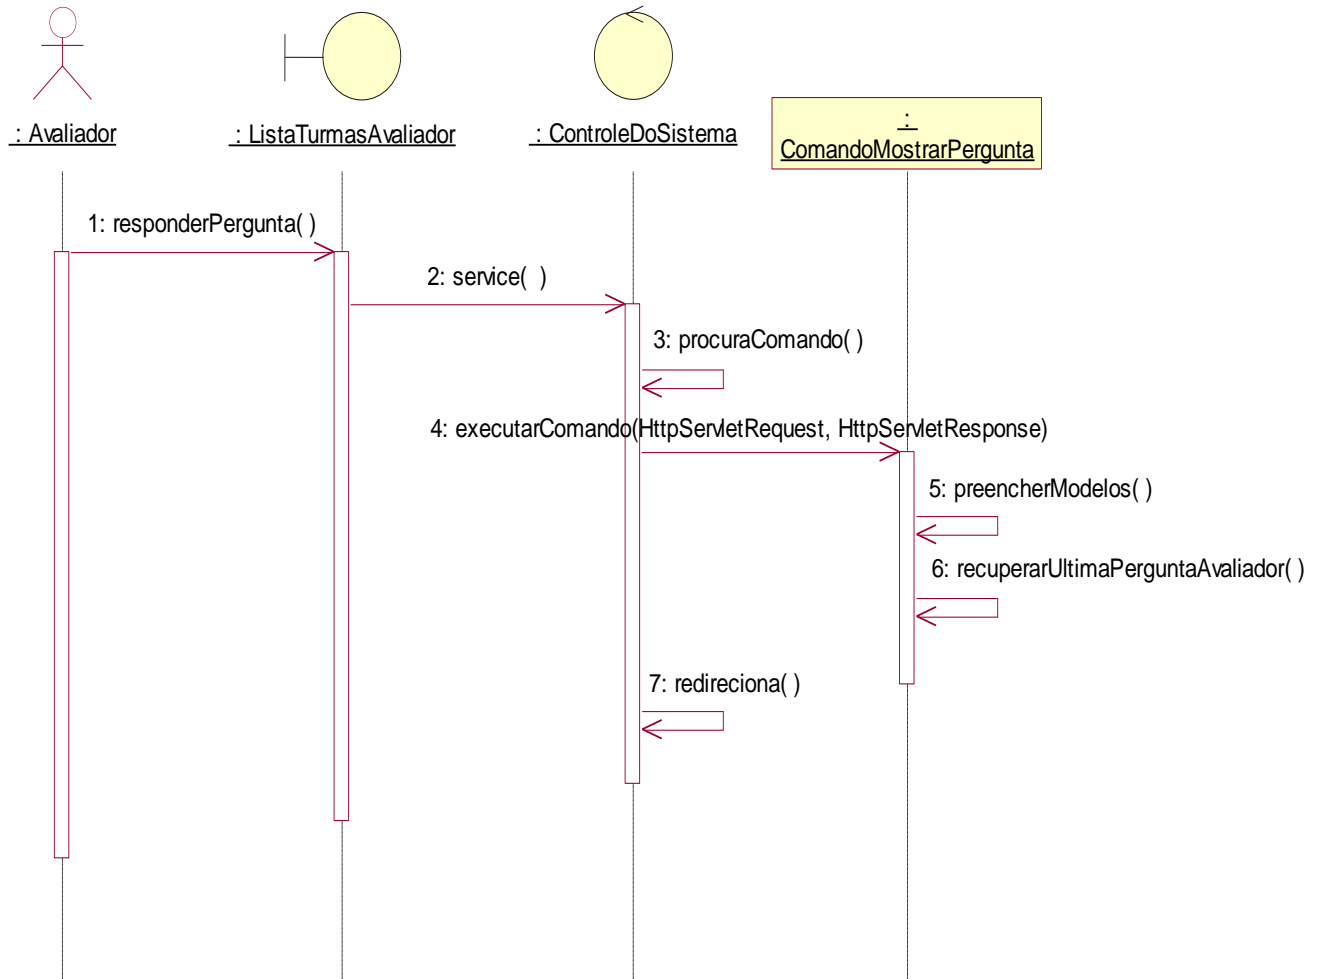 : Avaliador
: ListaTurmasAvaliador
: ControleDoSistema
:
ComandoMostrarPergunta
1: responderPergunta( )
2: service(  )
3: procuraComando( )
4: executarComando(HttpServletRequest, HttpServletResponse)
5: preencherModelos( )
6: recuperarUltimaPerguntaAvaliador( )
7: redireciona( )